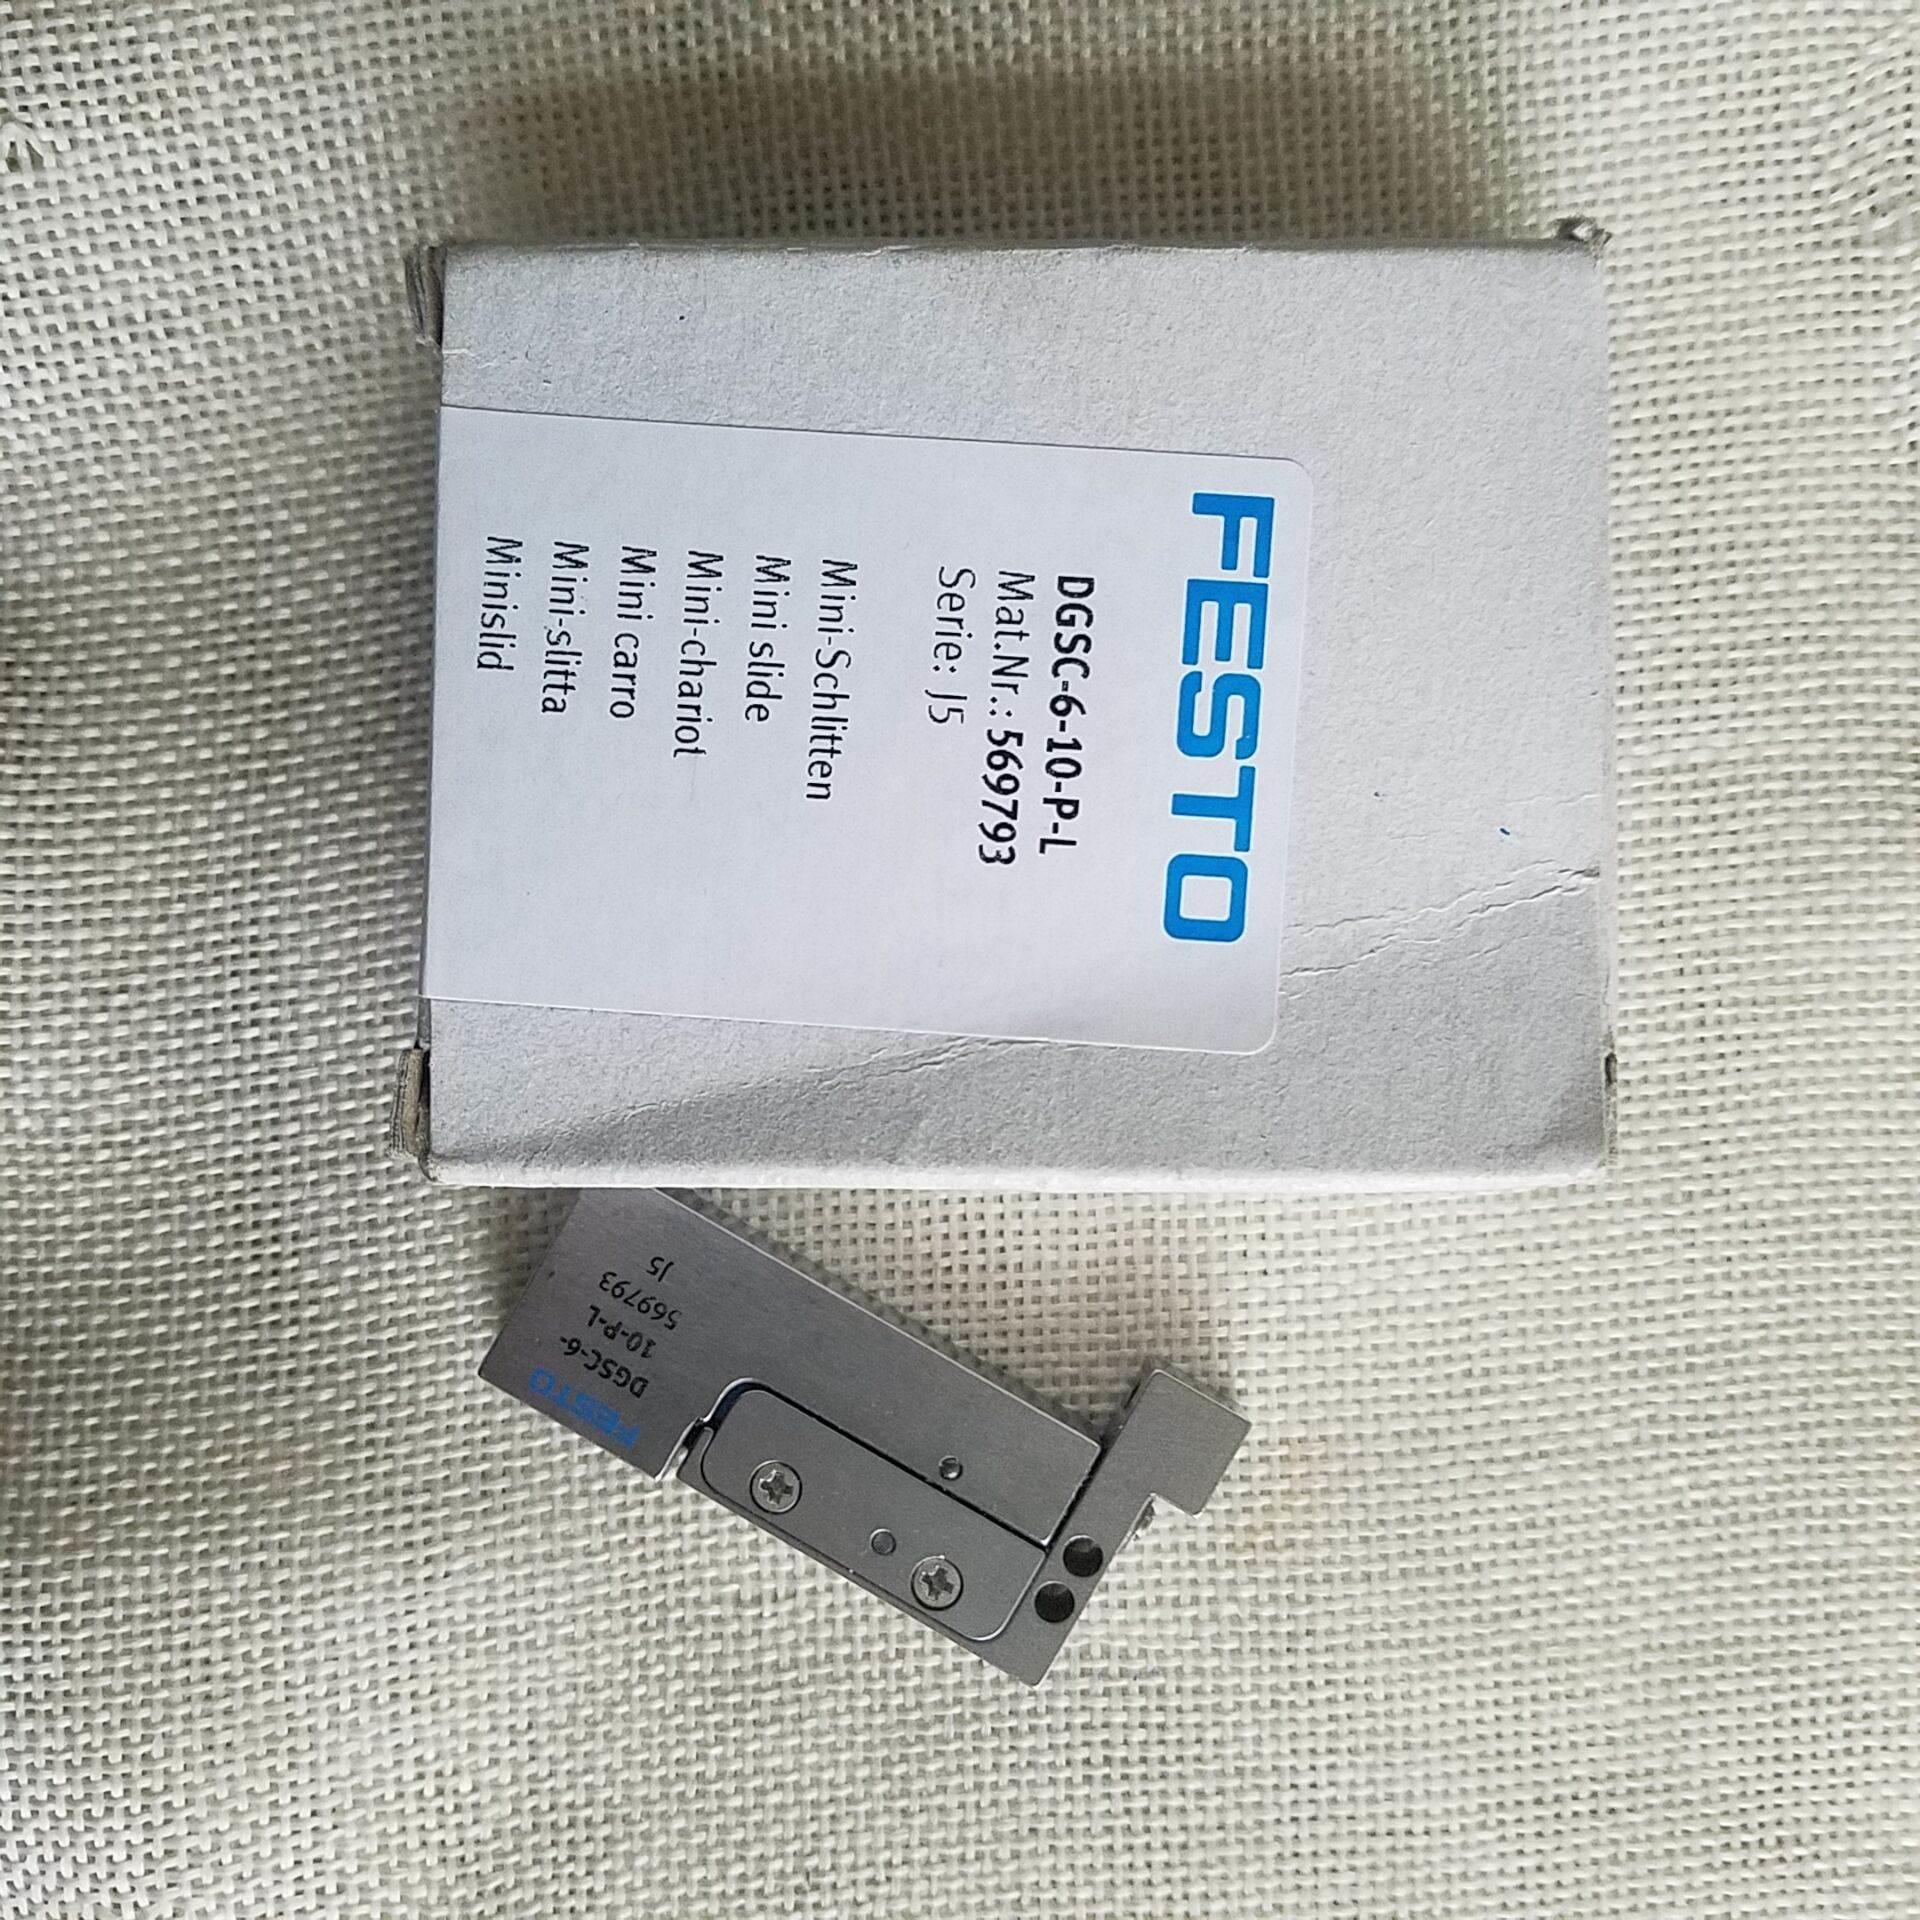 FESTO
DGSC-6-10-P-L
Mat.Nr.: 569793
Serie: J5
Mini-Schlitten
Mini slide
Mini-chariot
Mini carro
Mini-slitta
Minislid
FESTO
DGSC-6-
10-P-L
569793
J5